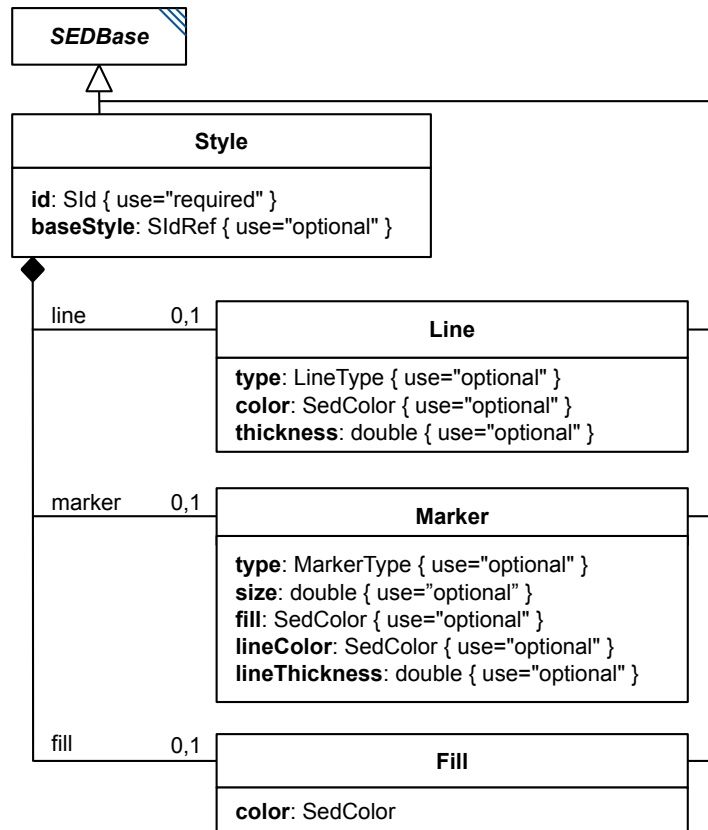 SEDBase
Style
id: SId { use="required" }
baseStyle: SIdRef { use="optional" }
line 0,1
Line
type: LineType { use="optional" }
color: SedColor { use="optional" }
thickness: double { use="optional" }
marker 0,1
Marker
type: MarkerType { use="optional" }
size: double { use=”optional” }
fill: SedColor { use="optional" }
lineColor: SedColor { use="optional" }
lineThickness: double { use="optional" }
fill 0,1
Fill
color: SedColor